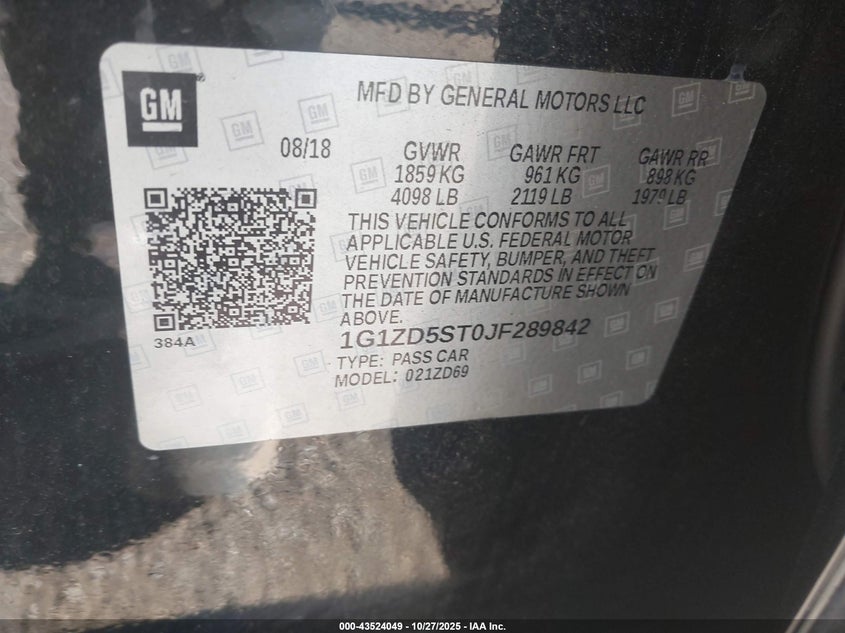 GM
MFD BY GENERAL MOTORS LLC
08/18
GVWR GAWR FRT GAWR RR
1859 KG 961 KG 898 KG
4098 LB 2119 LB 1979 LB
THIS VEHICLE CONFORMS TO ALL
APPLICABLE U.S. FEDERAL MOTOR
VEHICLE SAFETY, BUMPER, AND THEFT
PREVENTION STANDARDS IN EFFECT ON
THE DATE OF MANUFACTURE SHOWN
ABOVE.
384A
1G1ZD5ST0JF289842
TYPE: PASS CAR
MODEL: 021ZD69
000-43524049 | 10/27/2025 | IAA Inc.